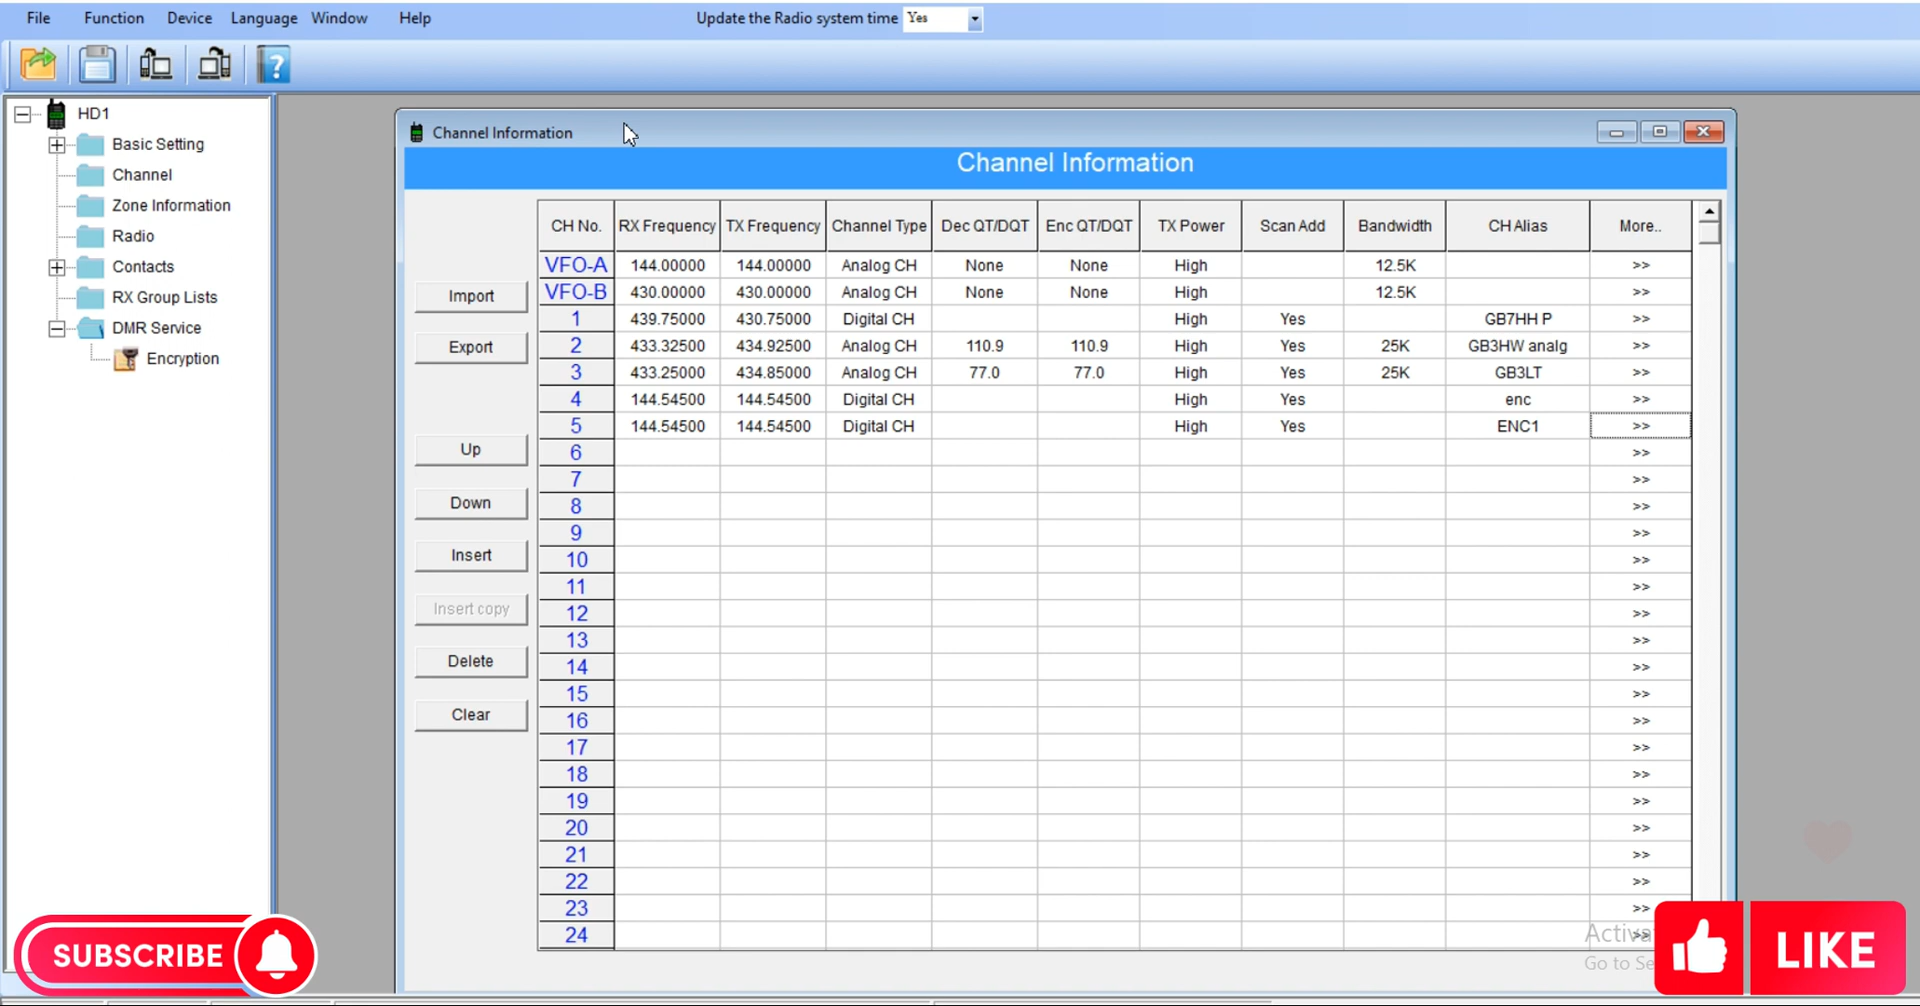 File Function Device Language Window Help Update the Radio system time Yes
HD1
Basic Setting
Channel
Zone Information
Radio
Contacts
RX Group Lists
DMR Service
Encryption
Channel Information
Channel Information
Import
Export
Up
Down
Insert
Insert copy
Delete
Clear
CH No. RX Frequency TX Frequency Channel Type Dec QT/DQT Enc QT/DQT TX Power Scan Add Bandwidth CH Alias More..
VFO-A 144.00000 144.00000 Analog CH None None High 12.5K >>
VFO-B 430.00000 430.00000 Analog CH None None High 12.5K >>
1 439.75000 430.75000 Digital CH High Yes GB7HH P >>
2 433.32500 434.92500 Analog CH 110.9 110.9 High Yes 25K GB3HW analg >>
3 433.25000 434.85000 Analog CH 77.0 77.0 High Yes 25K GB3LT >>
4 144.54500 144.54500 Digital CH High Yes enc >>
5 144.54500 144.54500 Digital CH High Yes ENC1 >>
6 >>
7 >>
8 >>
9 >>
10 >>
11 >>
12 >>
13 >>
14 >>
15 >>
16 >>
17 >>
18 >>
19 >>
20 >>
21 >>
22 >>
23 >>
24 >>
Go to
SUBSCRIBE
LIKE